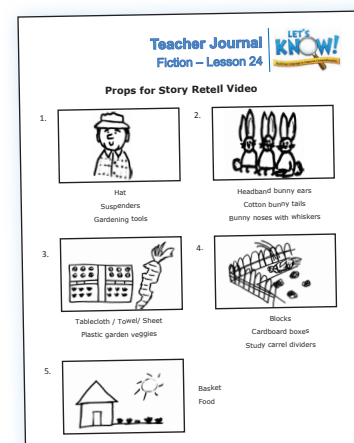 Teacher Journal
Fiction – Lesson 24
LET'S
KNOW!
Props for Story Retell Video
1.
Hat
Suspenders
Gardening tools
2.
Headband bunny ears
Cotton bunny tails
Bunny noses with whiskers
3.
Tablecloth / Towel/ Sheet
Plastic garden veggies
4.
Blocks
Cardboard boxes
Study carrel dividers
5.
Basket
Food